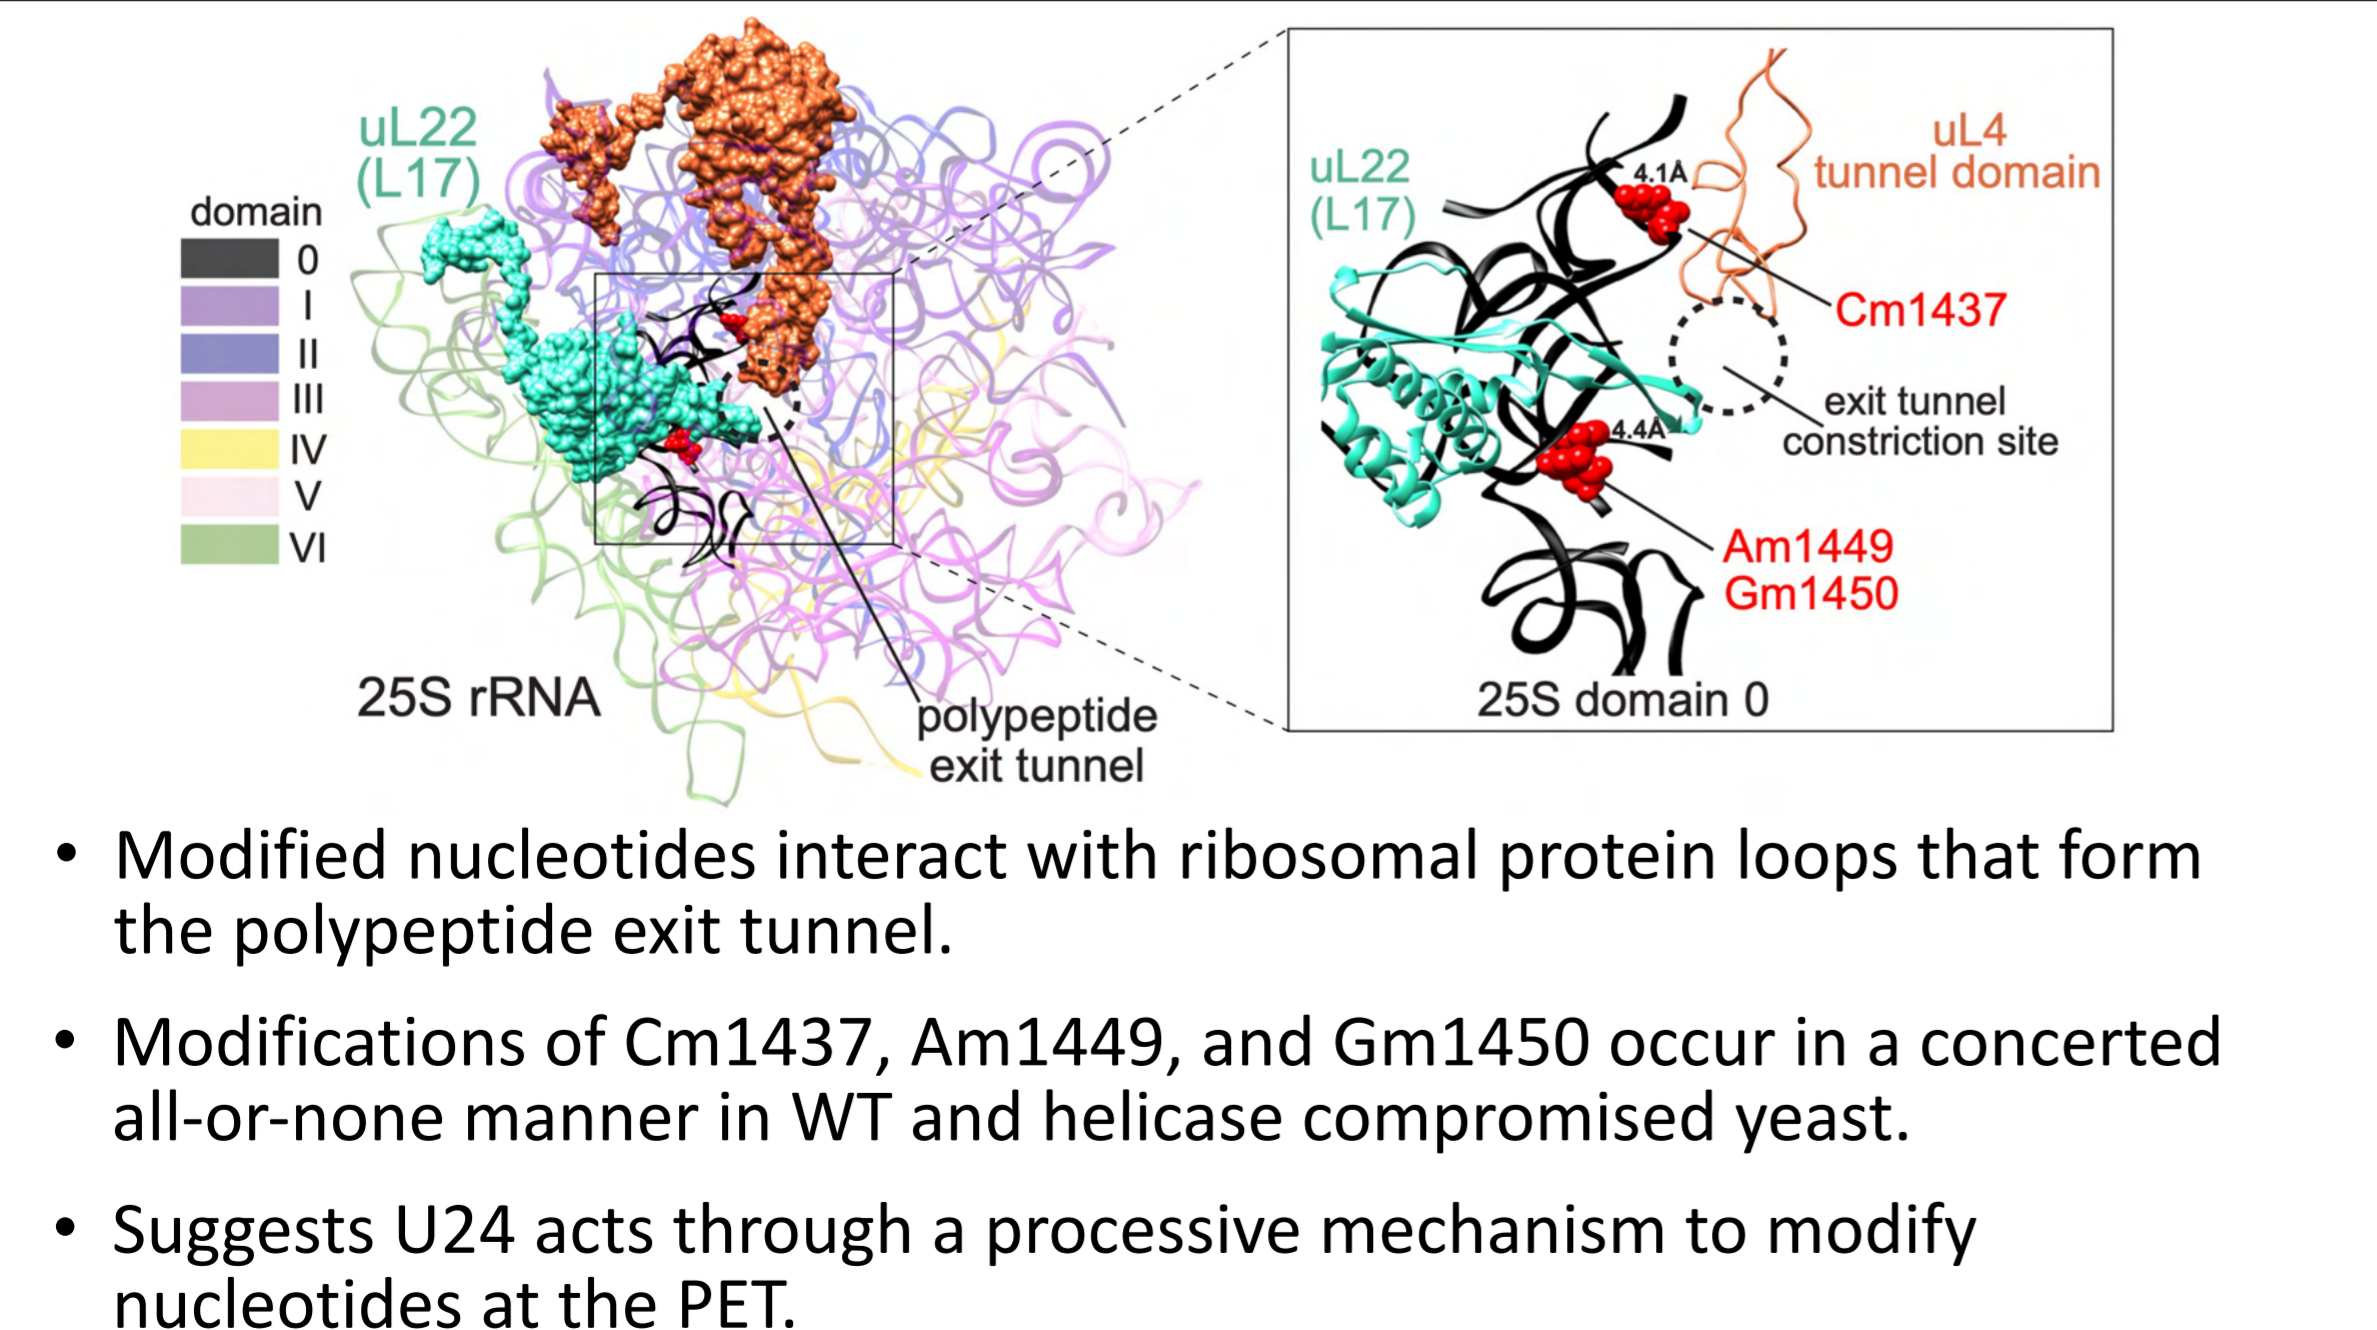 uL22
(L17)
domain
0
I
II
III
IV
V
VI
25S rRNA
polypeptide
exit tunnel
uL22
(L17)
4.1Å
uL4
tunnel domain
Cm1437
exit tunnel
constriction site
4.4Å
Am1449
Gm1450
25S domain 0
• Modified nucleotides interact with ribosomal protein loops that form
the polypeptide exit tunnel.
• Modifications of Cm1437, Am1449, and Gm1450 occur in a concerted
all-or-none manner in WT and helicase compromised yeast.
• Suggests U24 acts through a processive mechanism to modify
nucleotides at the PET.